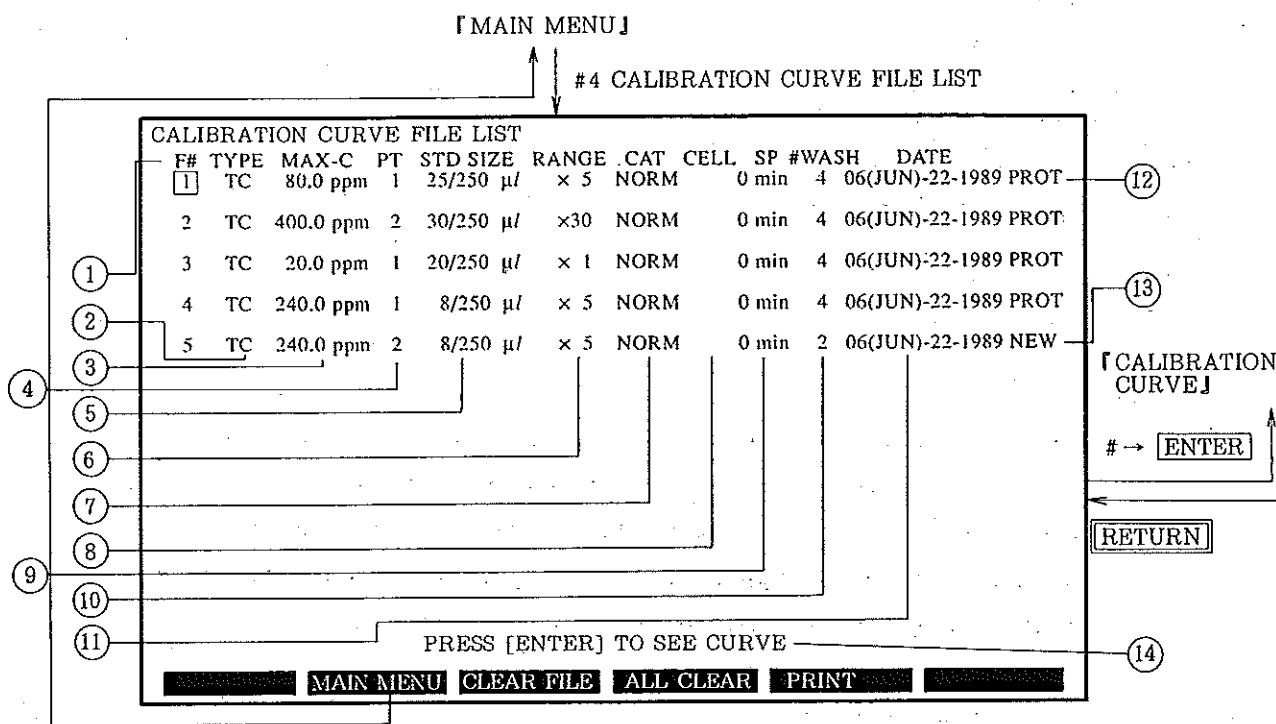 『MAIN MENU』
#4 CALIBRATION CURVE FILE LIST
CALIBRATION CURVE FILE LIST
F# TYPE MAX-C PT STD SIZE RANGE CAT CELL SP #WASH DATE
1 TC 80.0 ppm 1 25/250 µl × 5 NORM 0 min 4 06(JUN)-22-1989 PROT
2 TC 400.0 ppm 2 30/250 µl ×30 NORM 0 min 4 06(JUN)-22-1989 PROT
3 TC 20.0 ppm 1 20/250 µl × 1 NORM 0 min 4 06(JUN)-22-1989 PROT
4 TC 240.0 ppm 1 8/250 µl × 5 NORM 0 min 4 06(JUN)-22-1989 PROT
5 TC 240.0 ppm 2 8/250 µl × 5 NORM 0 min 2 06(JUN)-22-1989 NEW
1
2
3
4
5
6
7
8
9
10
11
12
13
『CALIBRATION
CURVE』
# → ENTER
RETURN
PRESS [ENTER] TO SEE CURVE
14
MAIN MENU CLEAR FILE ALL CLEAR PRINT